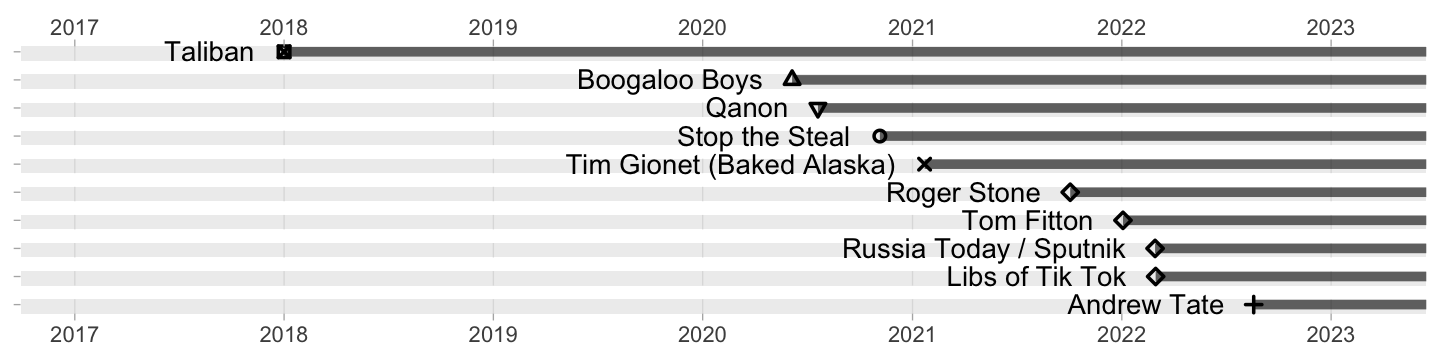 2017 2018 2019 2020 2021 2022 2023
Taliban
Boogaloo Boys
Qanon
Stop the Steal
Tim Gionet (Baked Alaska)
Roger Stone
Tom Fitton
Russia Today / Sputnik
Libs of Tik Tok
Andrew Tate
2017 2018 2019 2020 2021 2022 2023